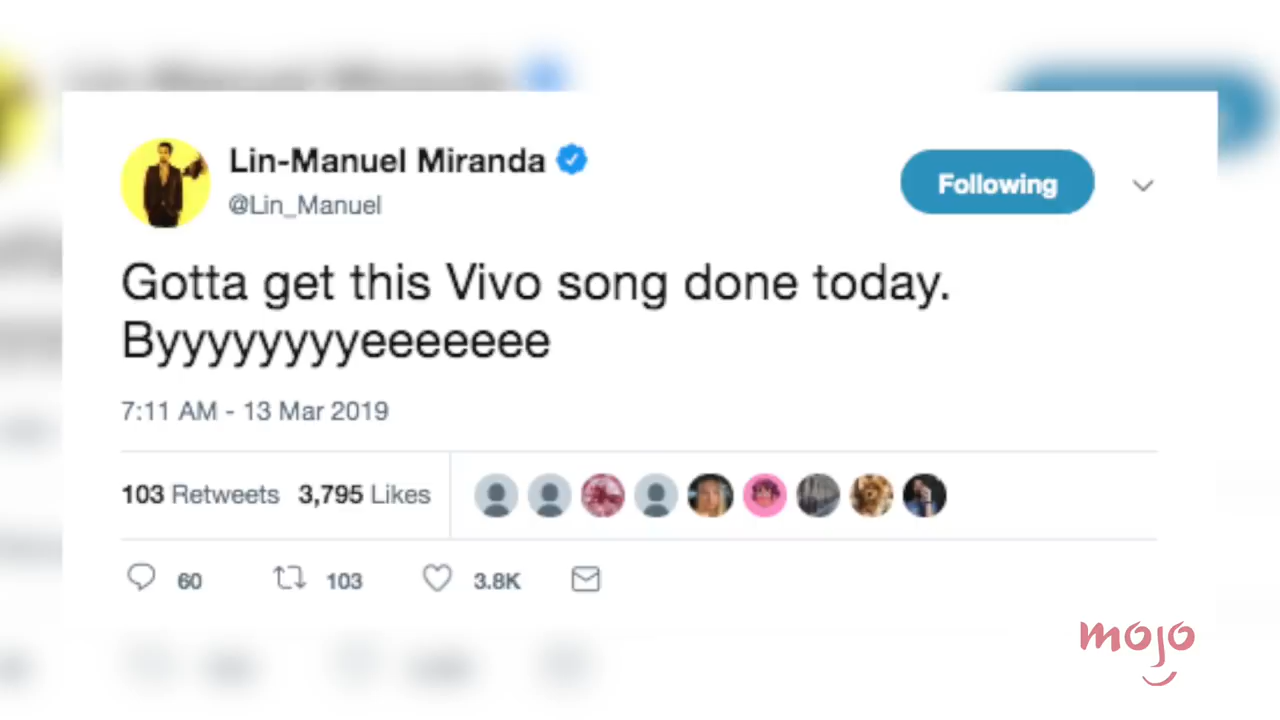 Lin-Manuel Miranda
@Lin_Manuel
Following
Gotta get this Vivo song done today.
Byyyyyyyyeeeeeee
7:11 AM - 13 Mar 2019
103 Retweets 3,795 Likes
60 103 3.8K
mojo